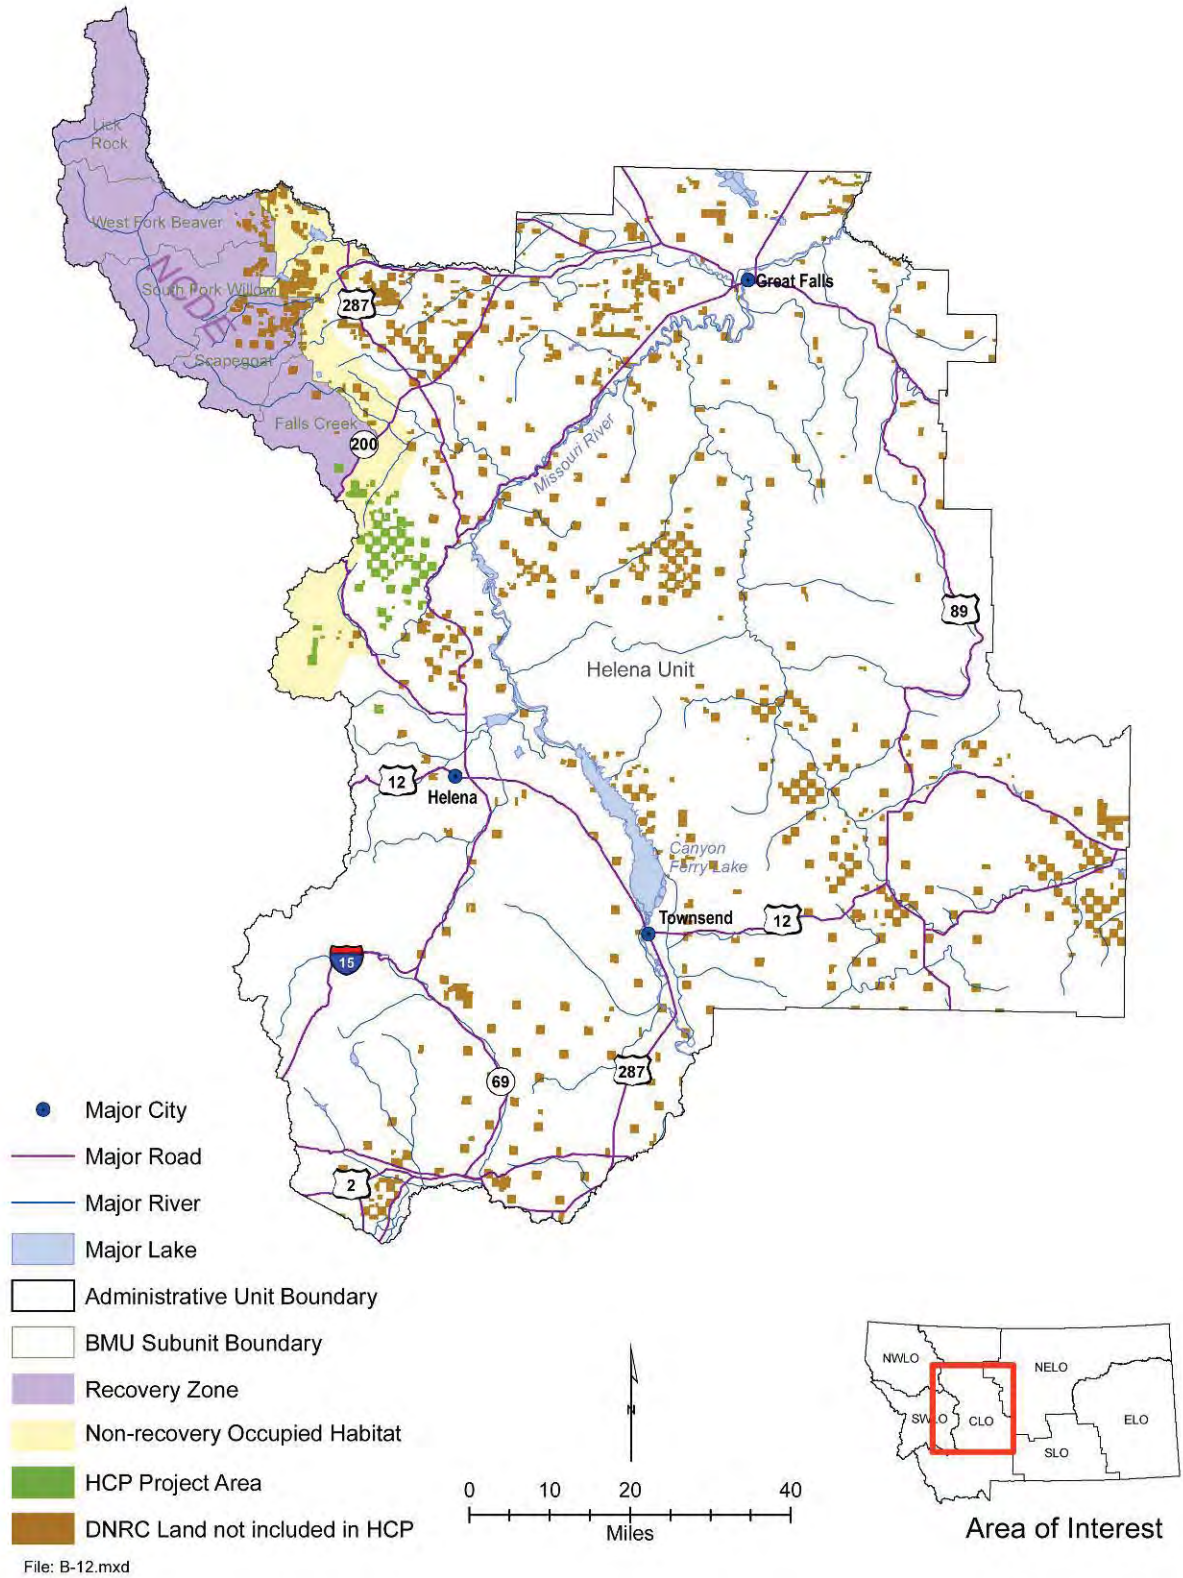 Lick
Rock
West Fork Beaver
NCDE
South Fork Willow
287
Scapegoat
Falls Creek
200
Great Falls
Missouri River
89
Helena Unit
12
Helena
Canyon
Ferry Lake
Townsend
12
15
287
69
2
Major City
Major Road
Major River
Major Lake
Administrative Unit Boundary
BMU Subunit Boundary
Recovery Zone
Non-recovery Occupied Habitat
HCP Project Area
DNRC Land not included in HCP
File: B-12.mxd
N
0 10 20 40
Miles
NWLO
NELO
SWLO
CLO
ELO
SLO
Area of Interest